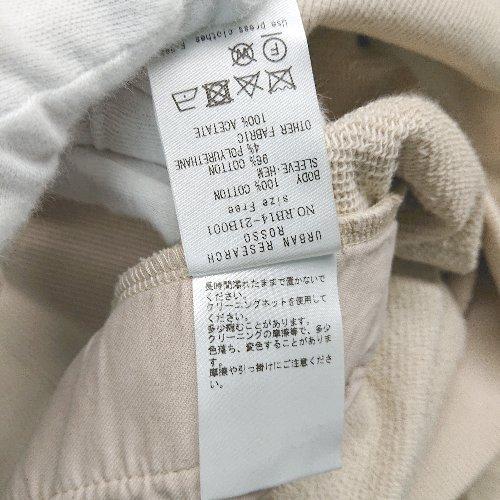 URBAN RESEARCH
ROSSO
NO.RB14-21B001
size Free
BODY 100% COTTON
SLEEVE·HEM
96% COTTON
4% POLYURETHANE
OTHER FABRIC
100% ACETATE
W
F
Use press clothes
長時間濡れたままで置かないで
ください。
クリーニングネットを使用して
ください。
多少縮むことがあります。
クリーニングの摩擦等で、多少
色落ち、変色することがありま
す。
摩擦や引っ掛けにご注意くださ
い。